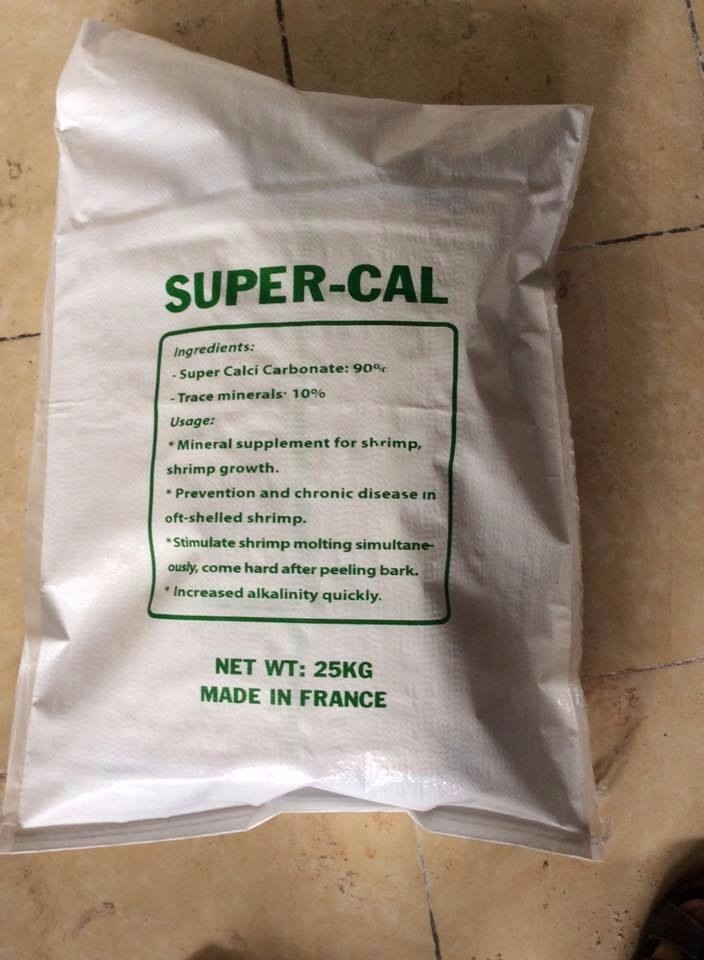 SUPER-CAL
Ingredients:
- Super Calci Carbonate: 90%
- Trace minerals: 10%
Usage:
* Mineral supplement for shrimp,
shrimp growth.
* Prevention and chronic disease in
oft-shelled shrimp.
* Stimulate shrimp molting simultane-
ously, come hard after peeling bark.
* Increased alkalinity quickly.
NET WT: 25KG
MADE IN FRANCE